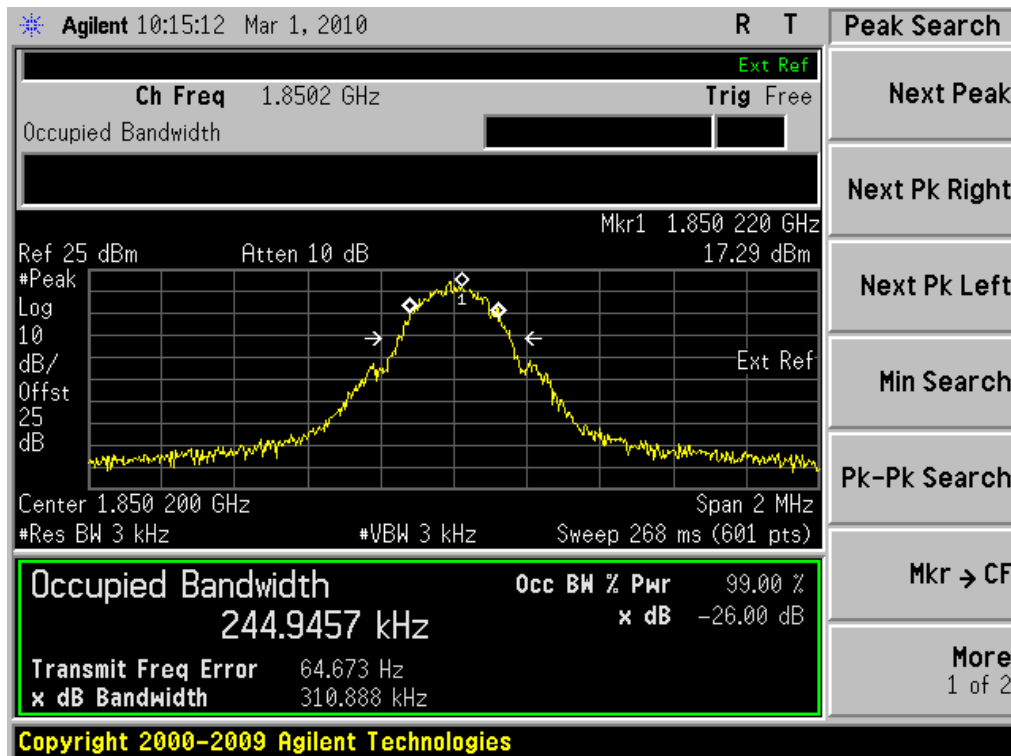 Agilent 10:15:12 Mar 1, 2010 R T
Peak Search
Ext Ref
Ch Freq 1.8502 GHz Trig Free
Occupied Bandwidth
Mkr1 1.850 220 GHz
Ref 25 dBm Atten 10 dB 17.29 dBm
#Peak
Log
10
dB/
Offst
25
dB
1
Ext Ref
Center 1.850 200 GHz Span 2 MHz
#Res BW 3 kHz #VBW 3 kHz Sweep 268 ms (601 pts)
Occupied Bandwidth
244.9457 kHz
Occ BW % Pwr 99.00 %
x dB -26.00 dB
Transmit Freq Error 64.673 Hz
x dB Bandwidth 310.888 kHz
Next Peak
Next Pk Right
Next Pk Left
Min Search
Pk-Pk Search
Mkr → CF
More
1 of 2
Copyright 2000-2009 Agilent Technologies